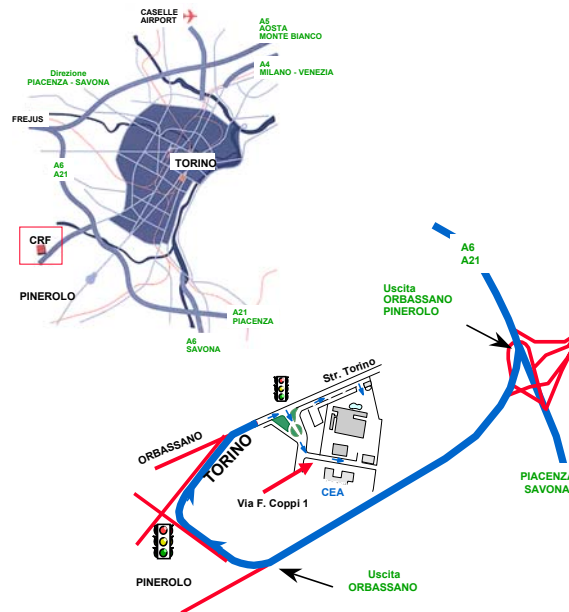 CASELLE
AIRPORT
A5
AOSTA
MONTE BIANCO
A4
MILANO - VENEZIA
Direzione
PIACENZA - SAVONA
FREJUS
TORINO
A6
A21
CRF
PINEROLO
A21
PIACENZA
A6
SAVONA
A6
A21
Uscita
ORBASSANO
PINEROLO
Str. Torino
ORBASSANO
TORINO
Via F. Coppi 1
CEA
PIACENZA
SAVONA
PINEROLO
Uscita
ORBASSANO